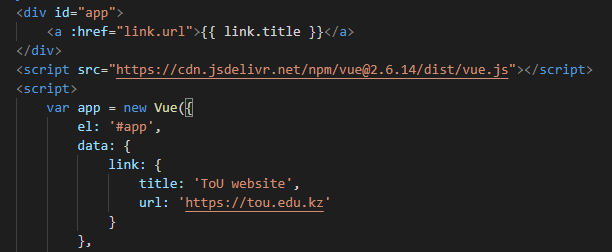 <div id="app">
    <a :href="link.url">{{ link.title }}</a>
</div>
<script src="https://cdn.jsdelivr.net/npm/vue@2.6.14/dist/vue.js"></script>
<script>
    var app = new Vue({
        el: '#app',
        data: {
            link: {
                title: 'ToU website',
                url: 'https://tou.edu.kz'
            }
        },